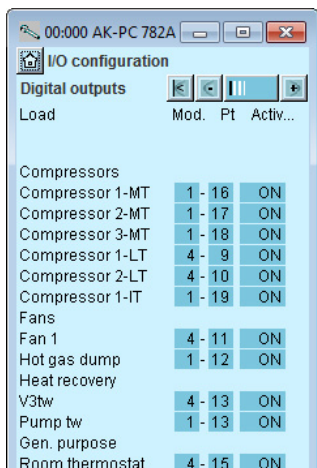 00:000 AK-PC 782A
I/O configuration
Digital outputs
Load Mod. Pt Activ...
Compressors
Compressor 1-MT 1 - 16 ON
Compressor 2-MT 1 - 17 ON
Compressor 3-MT 1 - 18 ON
Compressor 1-LT 4 - 9 ON
Compressor 2-LT 4 - 10 ON
Compressor 1-IT 1 - 19 ON
Fans
Fan 1 4 - 11 ON
Hot gas dump 1 - 12 ON
Heat recovery
V3tw 4 - 13 ON
Pump tw 1 - 13 ON
Gen. purpose
Room thermostat 4 - 15 ON